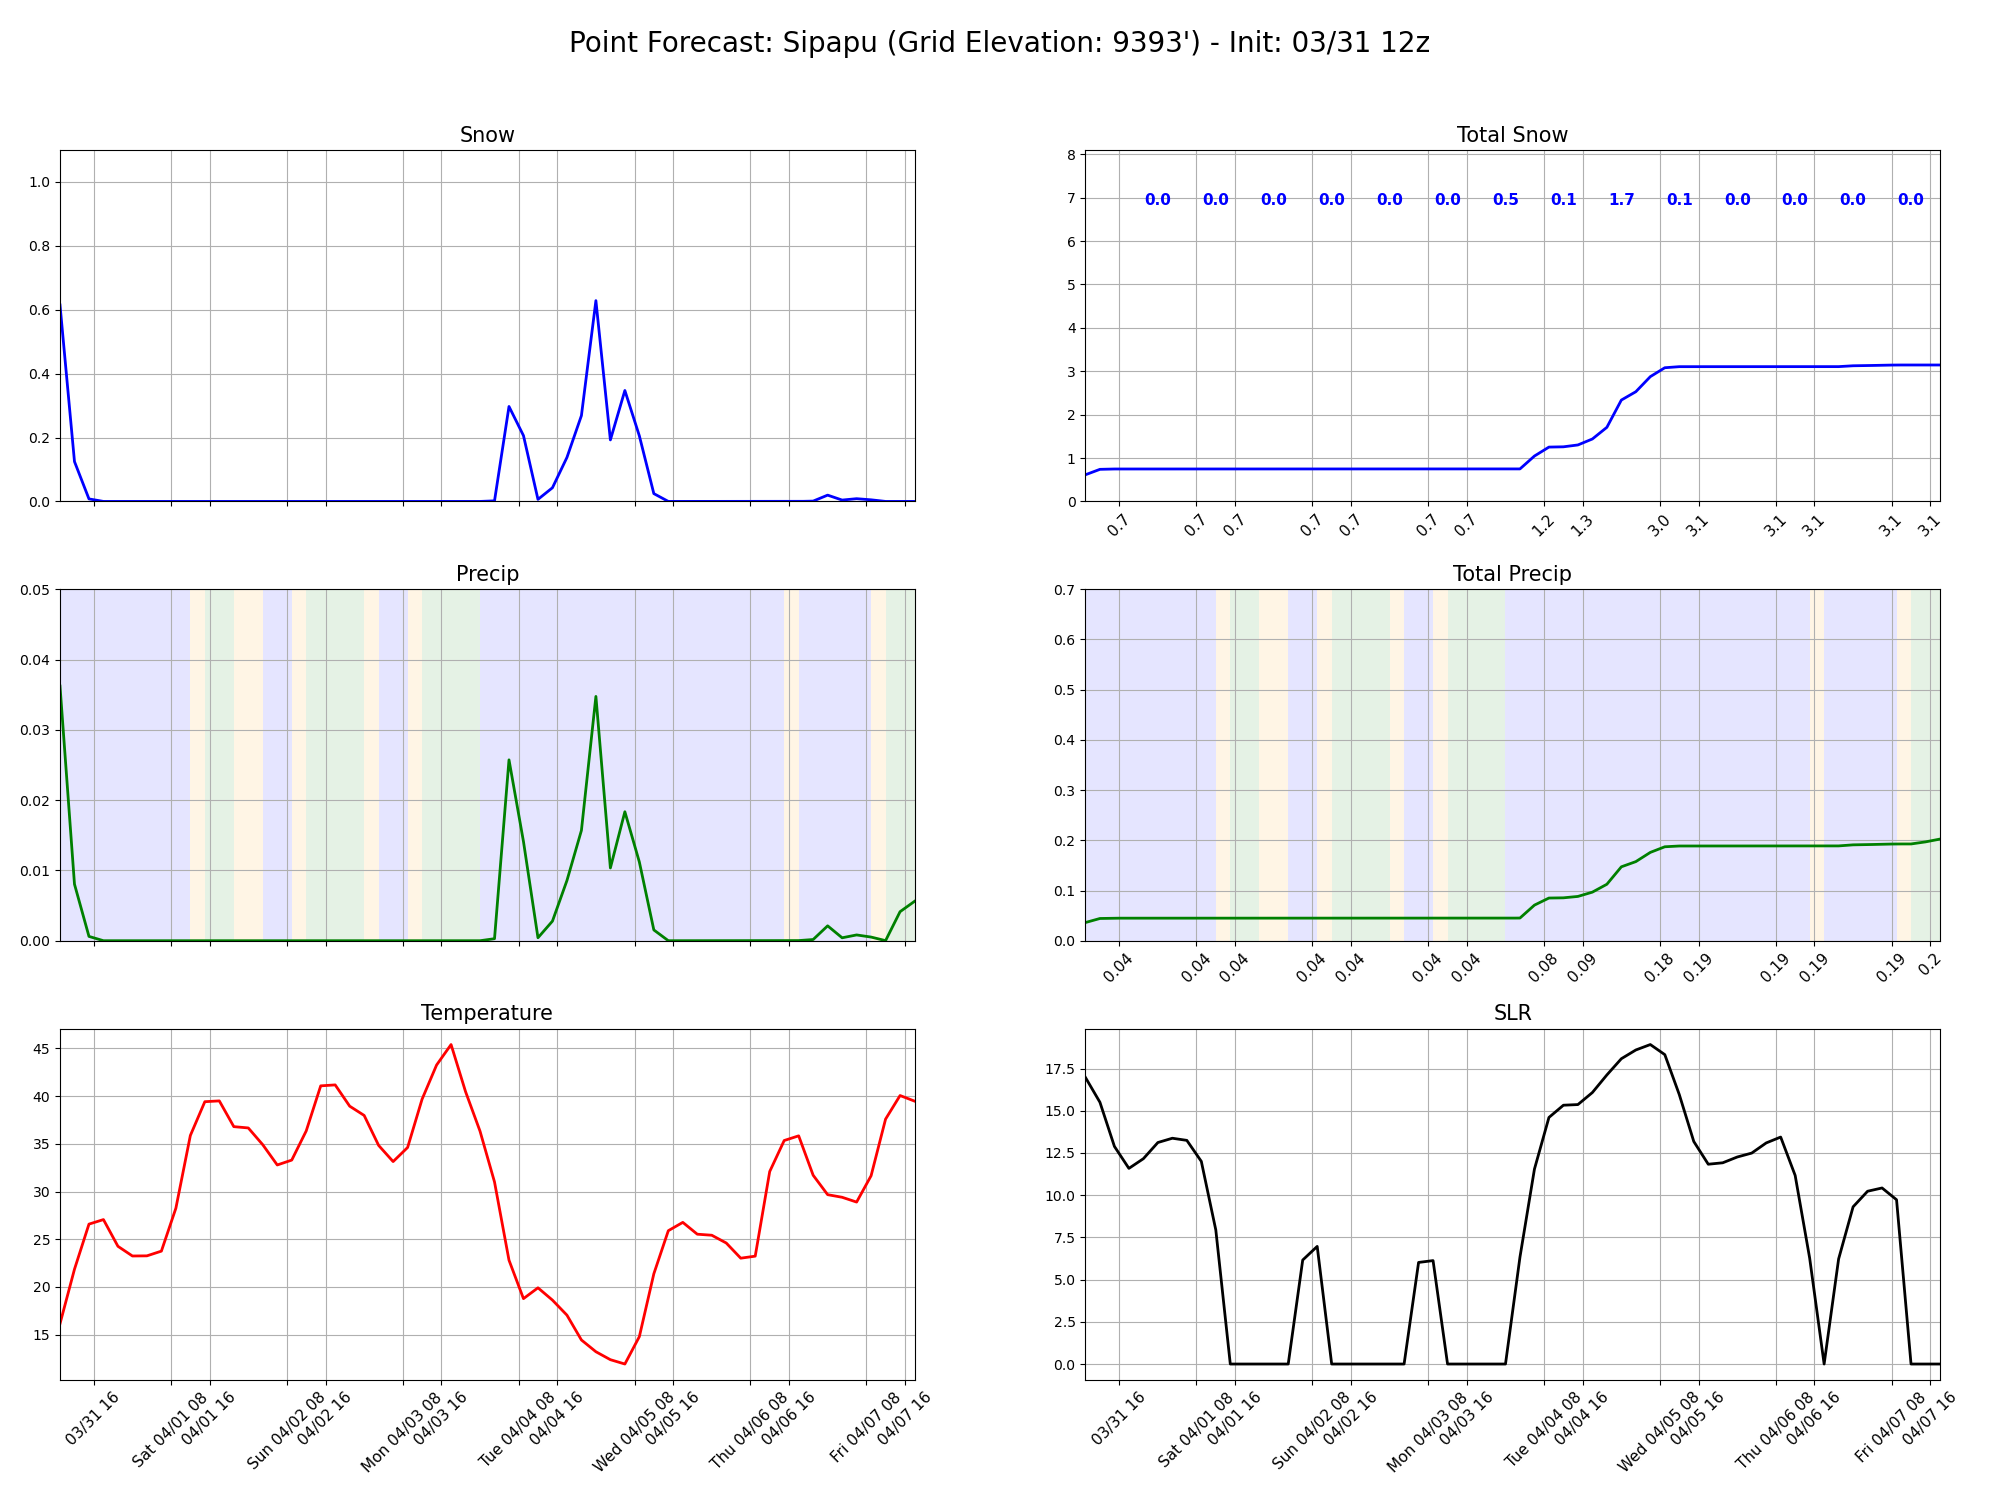 Point Forecast: Sipapu (Grid Elevation: 9393') - Init: 03/31 12z
Snow
1.0
0.8
0.6
0.4
0.2
0.0
Total Snow
8
7
6
5
4
3
2
1
0
0.0 0.0 0.0 0.0 0.0 0.0 0.5 0.1 1.7 0.1 0.0 0.0 0.0 0.0
0.7 0.7 0.7 0.7 0.7 0.7 0.7 1.2 1.3 3.0 3.1 3.1 3.1 3.1 3.1
Precip
0.05
0.04
0.03
0.02
0.01
0.00
Total Precip
0.7
0.6
0.5
0.4
0.3
0.2
0.1
0.0
0.04 0.04 0.04 0.04 0.04 0.04 0.04 0.08 0.09 0.18 0.19 0.19 0.19 0.19 0.2
Temperature
45
40
35
30
25
20
15
03/31 16
Sat 04/01 08
04/01 16
Sun 04/02 08
04/02 16
Mon 04/03 08
04/03 16
Tue 04/04 08
04/04 16
Wed 04/05 08
04/05 16
Thu 04/06 08
04/06 16
Fri 04/07 08
04/07 16
SLR
17.5
15.0
12.5
10.0
7.5
5.0
2.5
0.0
03/31 16
Sat 04/01 08
04/01 16
Sun 04/02 08
04/02 16
Mon 04/03 08
04/03 16
Tue 04/04 08
04/04 16
Wed 04/05 08
04/05 16
Thu 04/06 08
04/06 16
Fri 04/07 08
04/07 16